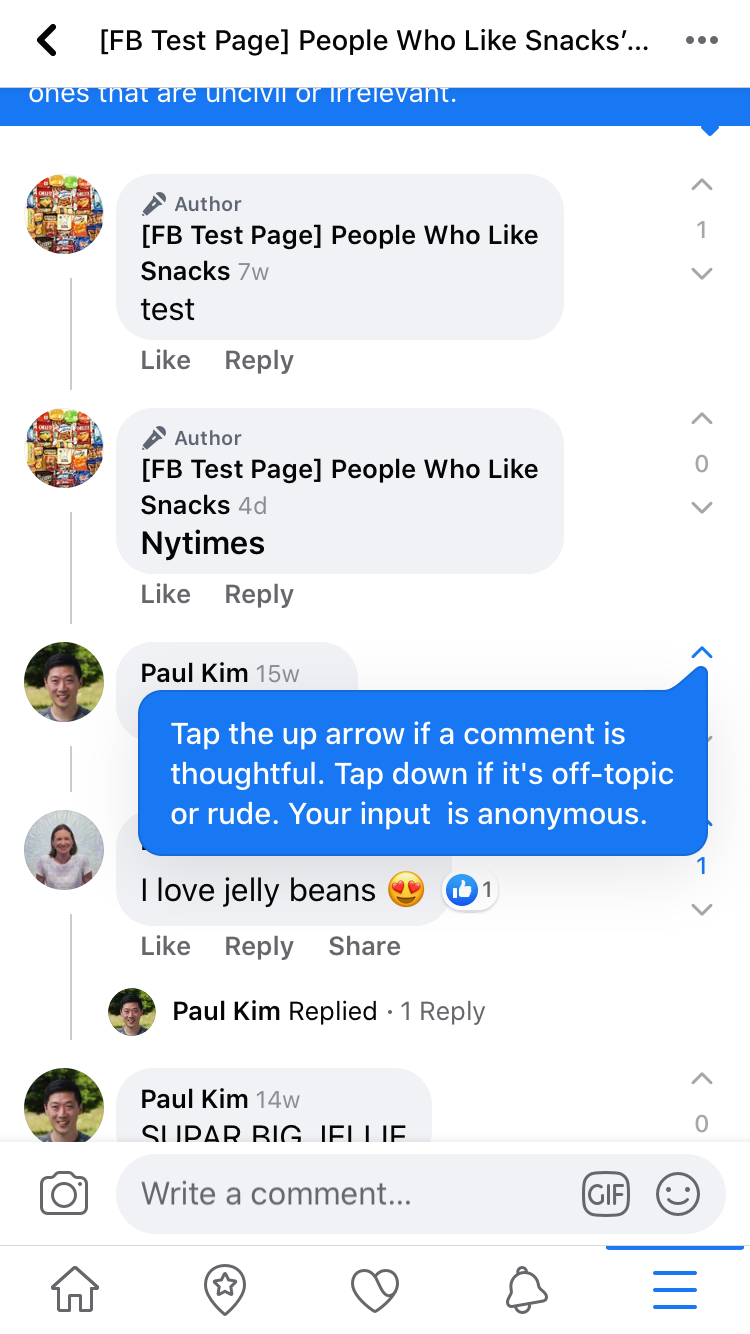 [FB Test Page] People Who Like Snacks’...
ones that are uncivil or irrelevant.
Author
[FB Test Page] People Who Like
Snacks 7w
1
test
Like Reply
Author
[FB Test Page] People Who Like
Snacks 4d
0
Nytimes
Like Reply
Paul Kim 15w
Tap the up arrow if a comment is
thoughtful. Tap down if it's off-topic
or rude. Your input is anonymous.
1
I love jelly beans 😍 1
Like Reply Share
Paul Kim Replied · 1 Reply
Paul Kim 14w
0
SUPAR BIG JELLIE
Write a comment...
GIF